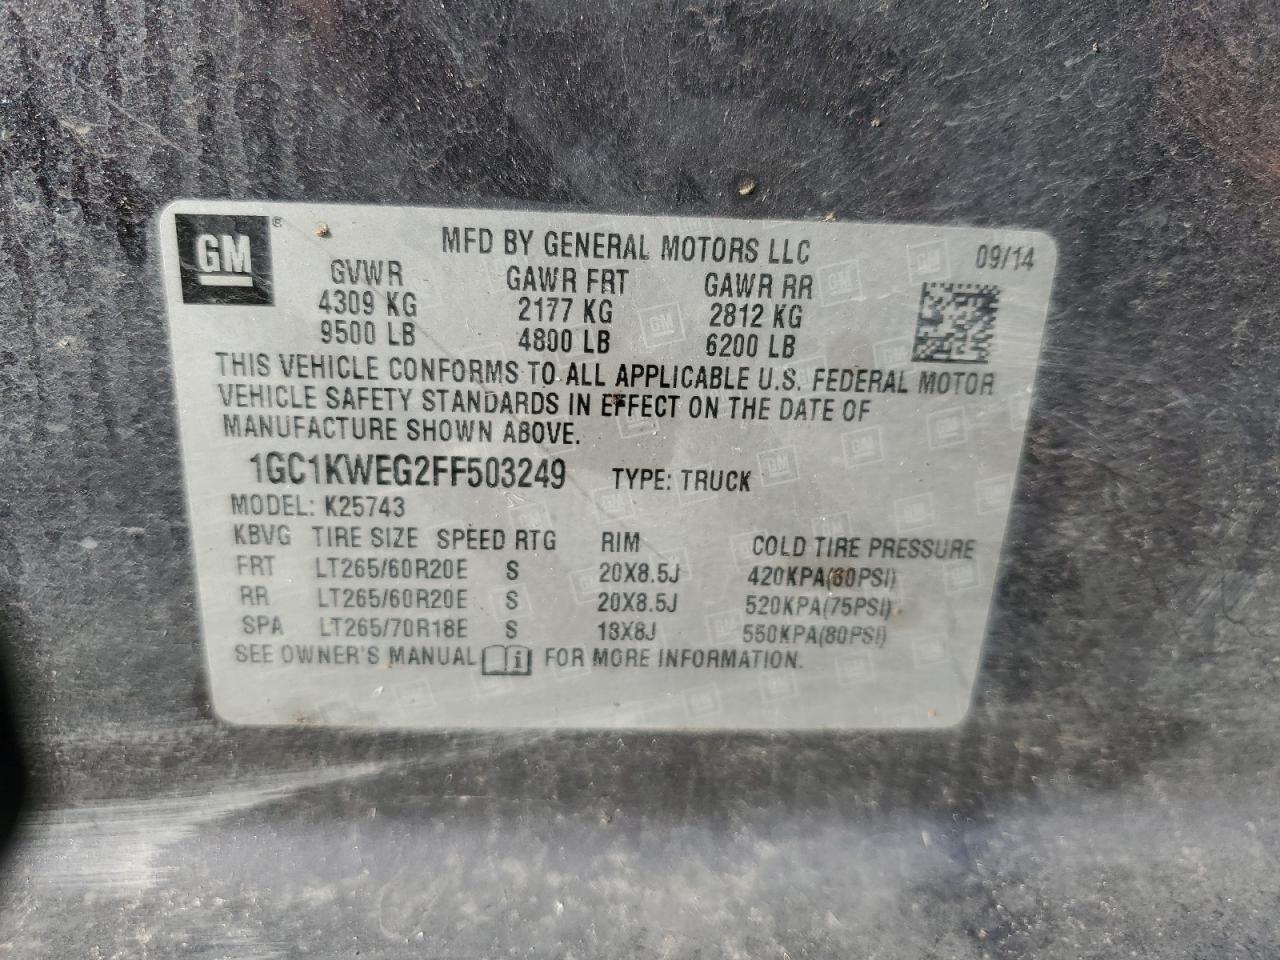 GM ® MFD BY GENERAL MOTORS LLC 09/14
GVWR GAWR FRT GAWR RR
4309 KG 2177 KG 2812 KG
9500 LB 4800 LB 6200 LB
THIS VEHICLE CONFORMS TO ALL APPLICABLE U.S. FEDERAL MOTOR
VEHICLE SAFETY STANDARDS IN EFFECT ON THE DATE OF
MANUFACTURE SHOWN ABOVE.
1GC1KWEG2FF503249 TYPE: TRUCK
MODEL: K25743
KBVG TIRE SIZE SPEED RTG RIM COLD TIRE PRESSURE
FRT LT265/60R20E S 20X8.5J 420KPA(60PSI)
RR LT265/60R20E S 20X8.5J 520KPA(75PSI)
SPA LT265/70R18E S 18X8J 550KPA(80PSI)
SEE OWNER'S MANUAL i FOR MORE INFORMATION.